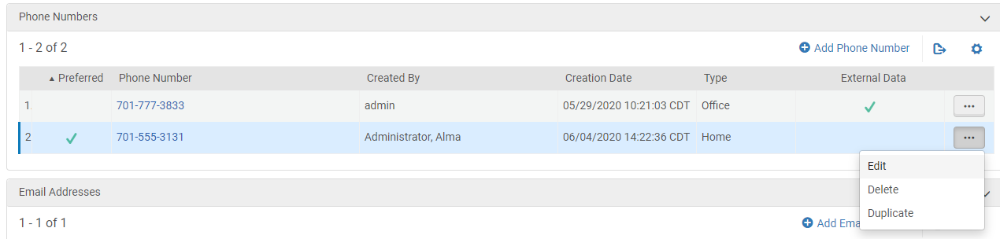 Phone Numbers
1 - 2 of 2 Add Phone Number
Preferred Phone Number Created By Creation Date Type External Data
1 701-777-3833 admin 05/29/2020 10:21:03 CDT Office
2 701-555-3131 Administrator, Alma 06/04/2020 14:22:36 CDT Home
Edit
Email Addresses
Delete
Duplicate
1 - 1 of 1 Add Ema